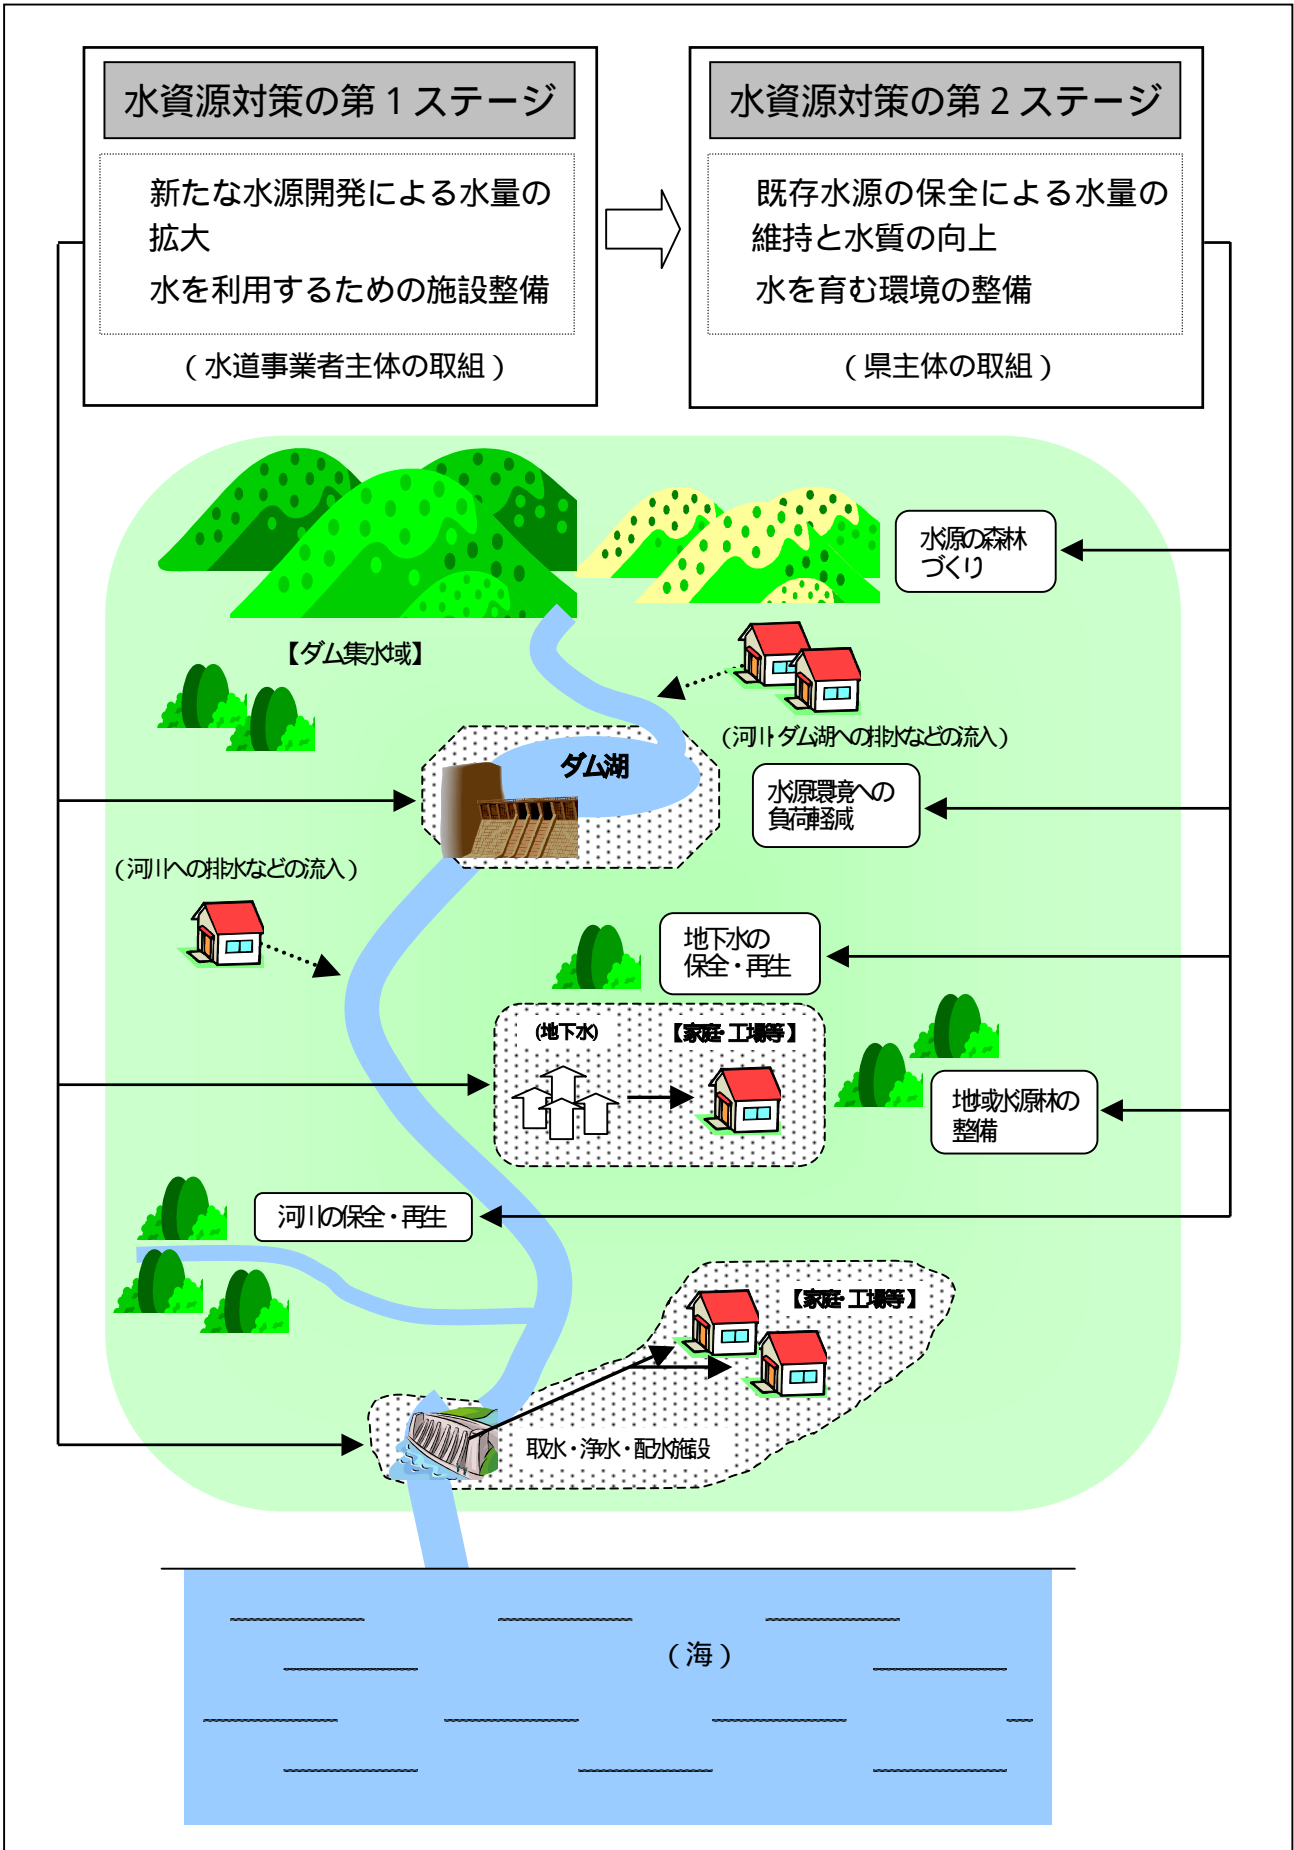 水資源対策の第1ステージ
新たな水源開発による水量の
拡大
水を利用するための施設整備
(水道事業者主体の取組)
水資源対策の第2ステージ
既存水源の保全による水量の
維持と水質の向上
水を育む環境の整備
(県主体の取組)
水源の森林
づくり
【ダム集水域】
(河川・ダム湖への排水などの流入)
ダム湖
水源環境への
負荷軽減
(河川への排水などの流入)
地下水の
保全・再生
(地下水)
【家庭・工場等】
地域水源林の
整備
河川の保全・再生
【家庭・工場等】
取水・浄水・配水施設
(海)